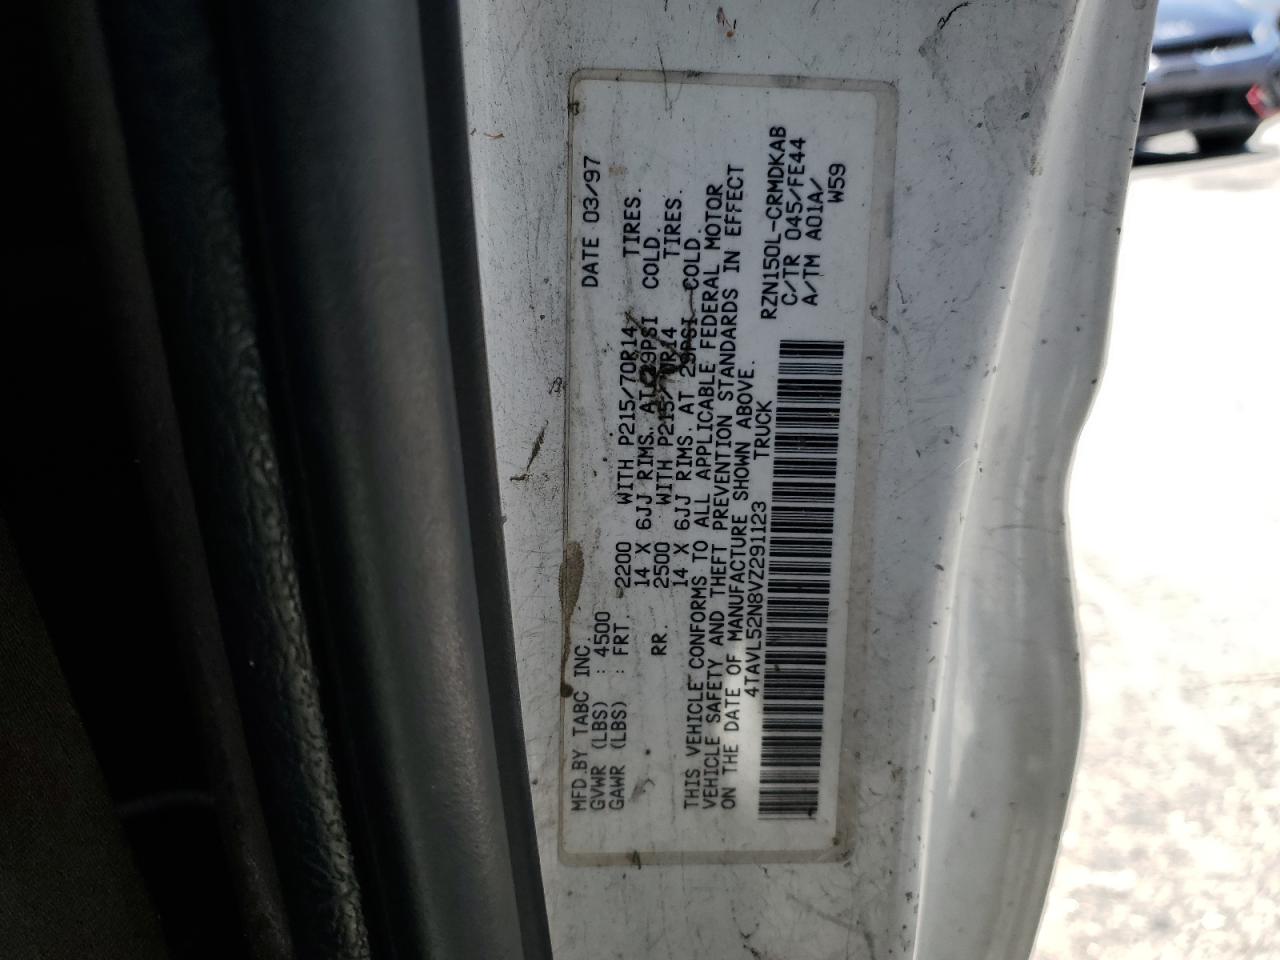 MFD.BY TABC INC. DATE 03/97
GVWR (LBS) : 4500
GAWR (LBS) : FRT. 2200 WITH P215/70R14 TIRES.
14 X 6JJ RIMS. AT 29PSI COLD.
RR. 2500 WITH P215/70R14 TIRES.
14 X 6JJ RIMS. AT 29PSI COLD.
THIS VEHICLE CONFORMS TO ALL APPLICABLE FEDERAL MOTOR
VEHICLE SAFETY AND THEFT PREVENTION STANDARDS IN EFFECT
ON THE DATE OF MANUFACTURE SHOWN ABOVE.
4TAVL52N8VZ291123 TRUCK
RZN150L-CRMDKAB
C/TR 045/FE44
A/TM A01A/
W59